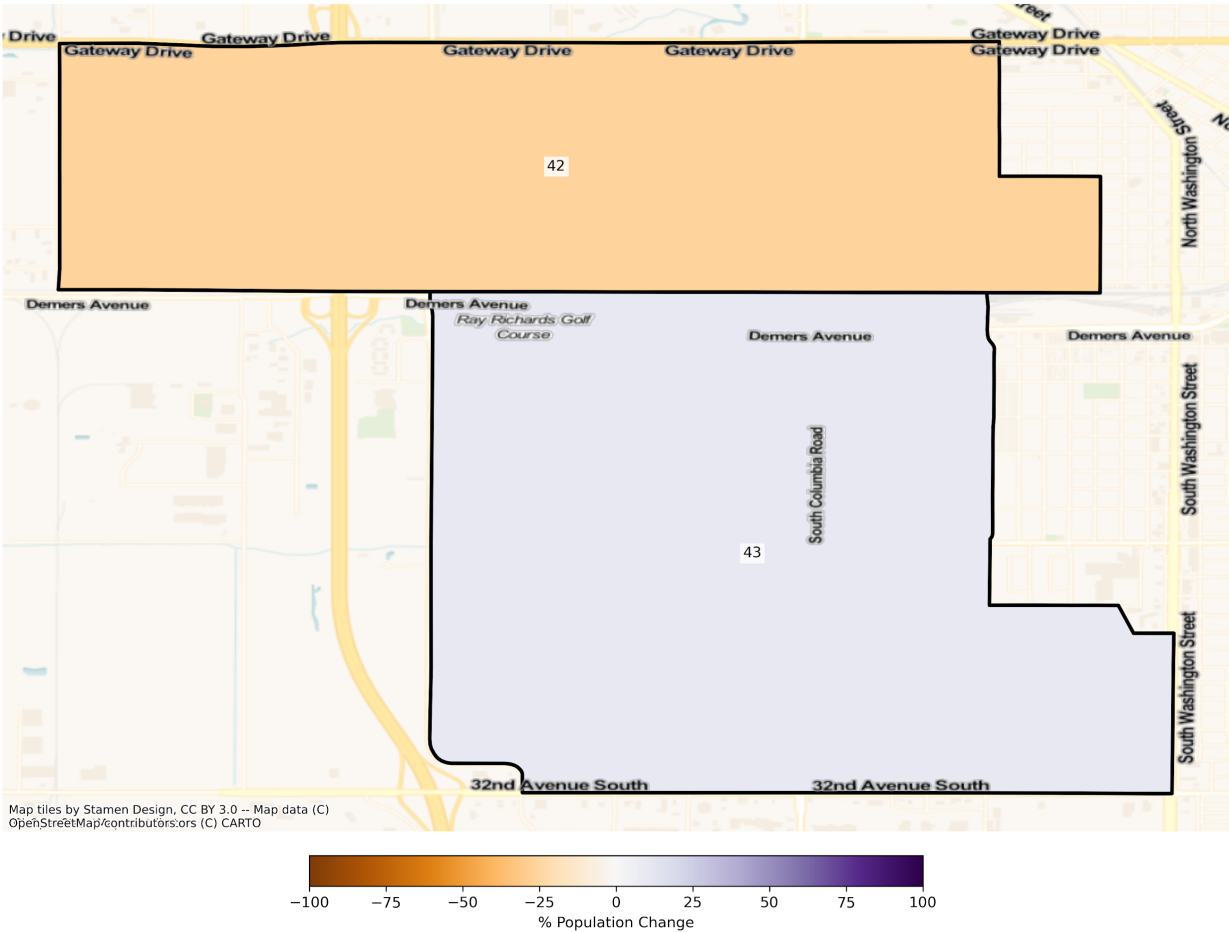 reet
Drive
Gateway Drive
Gateway Drive
Gateway Drive
Gateway Drive
Gateway Drive
Gateway Drive
Street
No
North Washington
42
Demers Avenue
Demers Avenue
Ray Richards Golf
Course
Demers Avenue
Demers Avenue
South Columbia Road
South Washington Street
43
South Washington Street
32nd Avenue South
32nd Avenue South
Map tiles by Stamen Design, CC BY 3.0 -- Map data (C)
OpenStreetMap contributors (C) CARTO
−100
−75
−50
−25
0
25
50
75
100
% Population Change